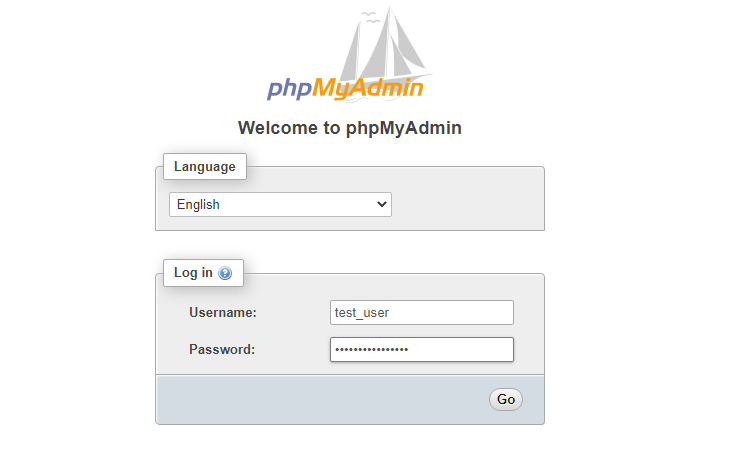 phpMyAdmin
Welcome to phpMyAdmin
Language
English
Log in
Username: test_user
Password: ••••••••••••••••
Go